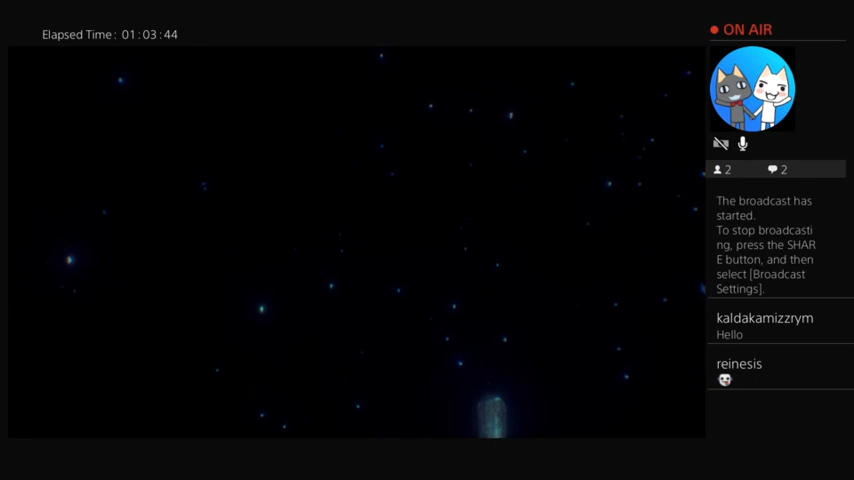 Elapsed Time: 01:03:44
ON AIR
2
2
The broadcast has
started.
To stop broadcasti
ng, press the SHAR
E button, and then
select [Broadcast
Settings].
kaldakamizzrym
Hello
reinesis